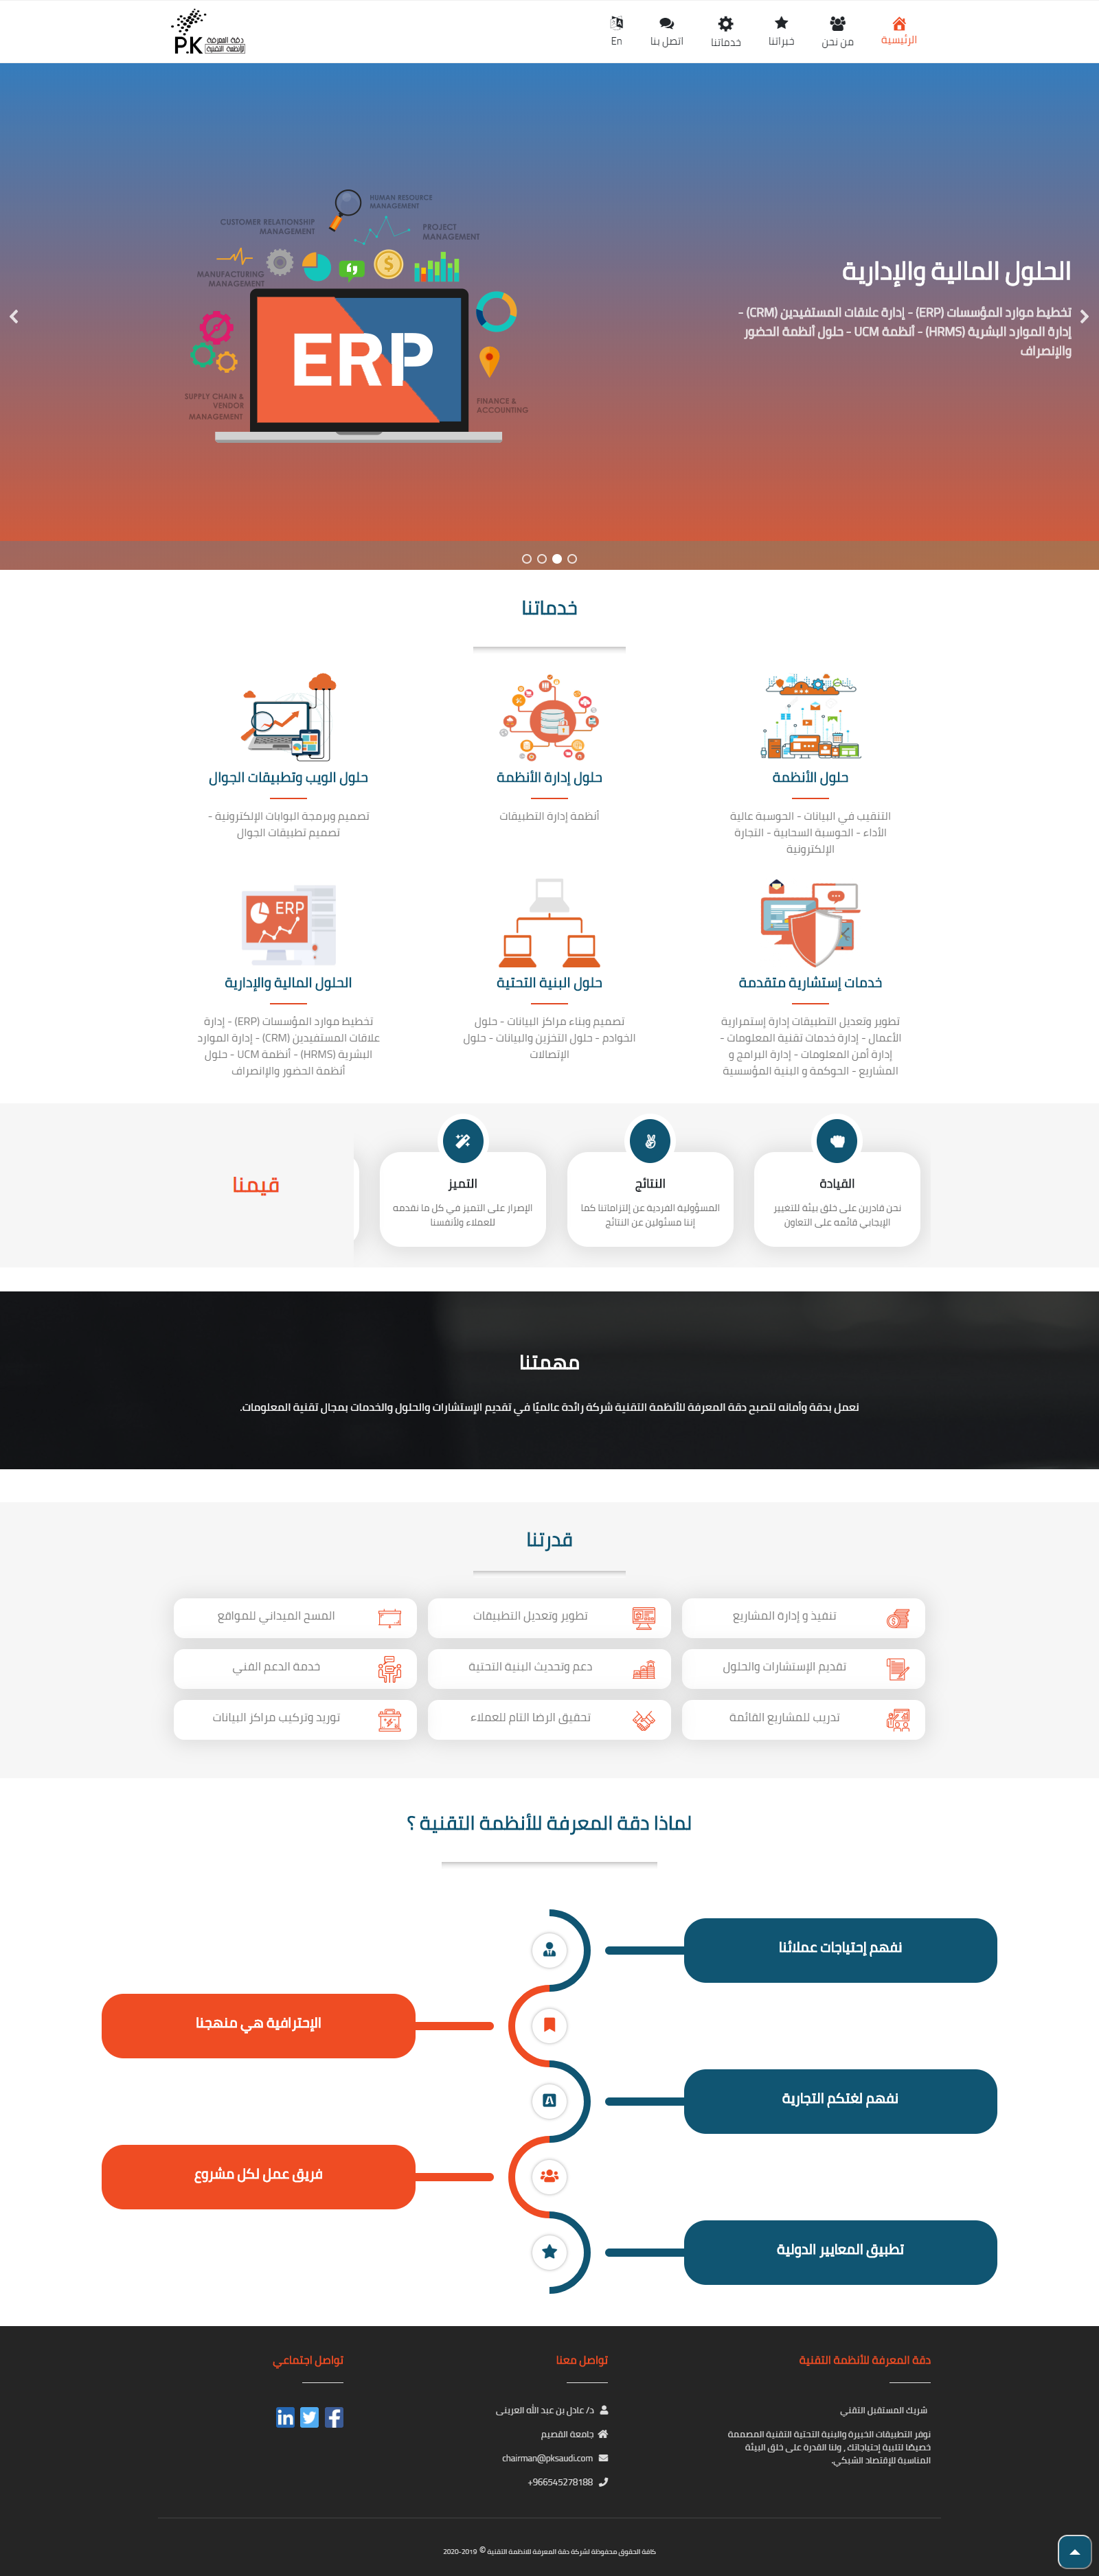 الرئيسية
من نحن
خبراتنا
خدماتنا
اتصل بنا
En
دقة المعرفة
للأنظمة التقنية
P.K
الحلول المالية والإدارية
تخطيط موارد المؤسسات (ERP) - إدارة علاقات المستفيدين (CRM) -
إدارة الموارد البشرية (HRMS) - أنظمة UCM - حلول أنظمة الحضور
والإنصراف
HUMAN RESOURCE
MANAGEMENT
CUSTOMER RELATIONSHIP
MANAGEMENT
PROJECT
MANAGEMENT
MANUFACTURING
MANAGEMENT
ERP
SUPPLY CHAIN &
VENDOR
MANAGEMENT
FINANCE &
ACCOUNTING
خدماتنا
حلول الأنظمة
التنقيب في البيانات - الحوسبة عالية
الأداء - الحوسبة السحابية - التجارة
الإلكترونية
حلول إدارة الأنظمة
أنظمة إدارة التطبيقات
حلول الويب وتطبيقات الجوال
تصميم وبرمجة البوابات الإلكترونية -
تصميم تطبيقات الجوال
خدمات إستشارية متقدمة
تطوير وتعديل التطبيقات إدارة إستمرارية
الأعمال - إدارة خدمات تقنية المعلومات -
إدارة أمن المعلومات - إدارة البرامج و
المشاريع - الحوكمة و البنية المؤسسية
حلول البنية التحتية
تصميم وبناء مراكز البيانات - حلول
الخوادم - حلول التخزين والبيانات - حلول
الإتصالات
ERP
الحلول المالية والإدارية
تخطيط موارد المؤسسات (ERP) - إدارة
علاقات المستفيدين (CRM) - إدارة الموارد
البشرية (HRMS) - أنظمة UCM - حلول
أنظمة الحضور والإنصراف
القيادة
نحن قادرين على خلق بيئة للتغيير
الإيجابي قائمه على التعاون
النتائج
المسؤولية الفردية عن إلتزاماتنا كما
إننا مسئولين عن النتائج
التميز
الإصرار على التميز في كل ما نقدمه
للعملاء ولأنفسنا
قيمنا
مهمتنا
نعمل بدقة وأمانه لتصبح دقة المعرفة للأنظمة التقنية شركة رائدة عالميًا في تقديم الإستشارات والحلول والخدمات بمجال تقنية المعلومات.
قدرتنا
تنفيذ و إدارة المشاريع
تطوير وتعديل التطبيقات
المسح الميداني للمواقع
تقديم الإستشارات والحلول
دعم وتحديث البنية التحتية
خدمة الدعم الفني
تدريب للمشاريع القائمة
تحقيق الرضا التام للعملاء
توريد وتركيب مراكز البيانات
لماذا دقة المعرفة للأنظمة التقنية ؟
نفهم إحتياجات عملائنا
الإحترافية هي منهجنا
نفهم لغتكم التجارية
فريق عمل لكل مشروع
تطبيق المعايير الدولية
دقة المعرفة للأنظمة التقنية
شريك المستقبل التقني
نوفر التطبيقات الخبيرة والبنية التحتية التقنية المصممة
خصيصًا لتلبية إحتياجاتك , ولنا القدرة على خلق البيئة
المناسبة للإقتصاد الشبكي.
تواصل معنا
د/ عادل بن عبد الله العريني
جامعة القصيم
chairman@pksaudi.com
+966545278188
تواصل اجتماعي
كافة الحقوق محفوظة لشركة دقة المعرفة للانظمة التقنية © 2019-2020